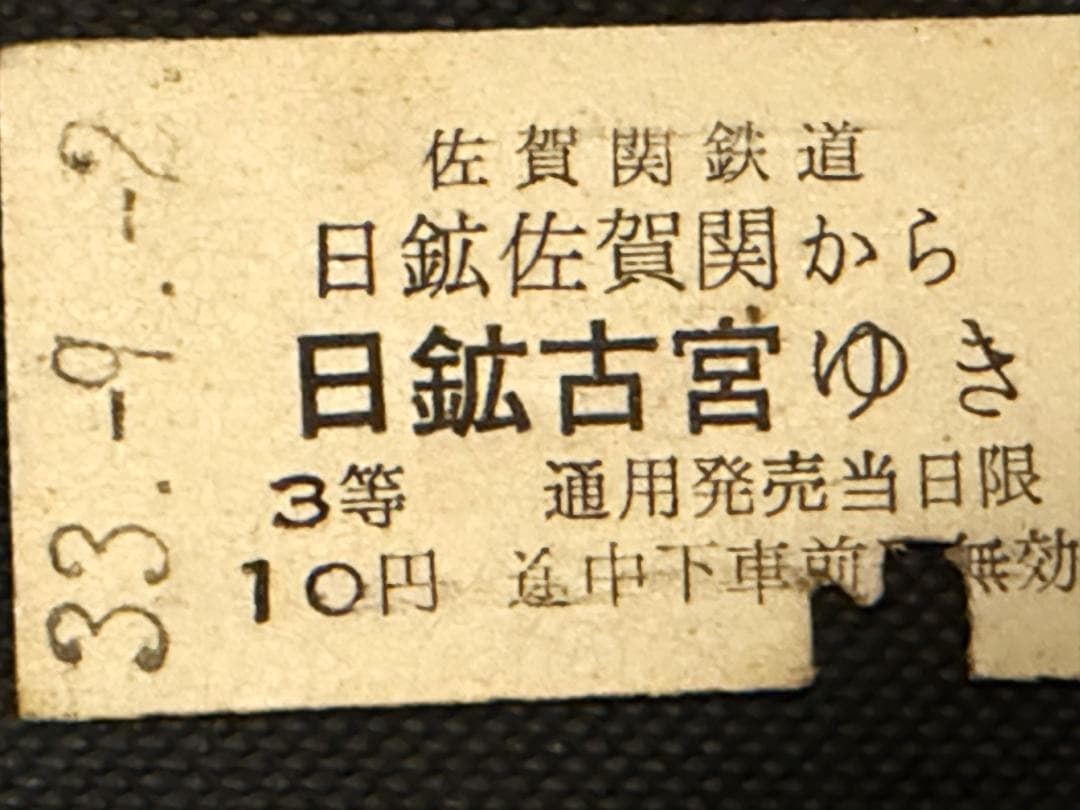 33.-9.-2
佐賀関鉄道
日鉱佐賀関から
日鉱古宮ゆき
3等 通用発売当日限
10円 途中下車前 無効